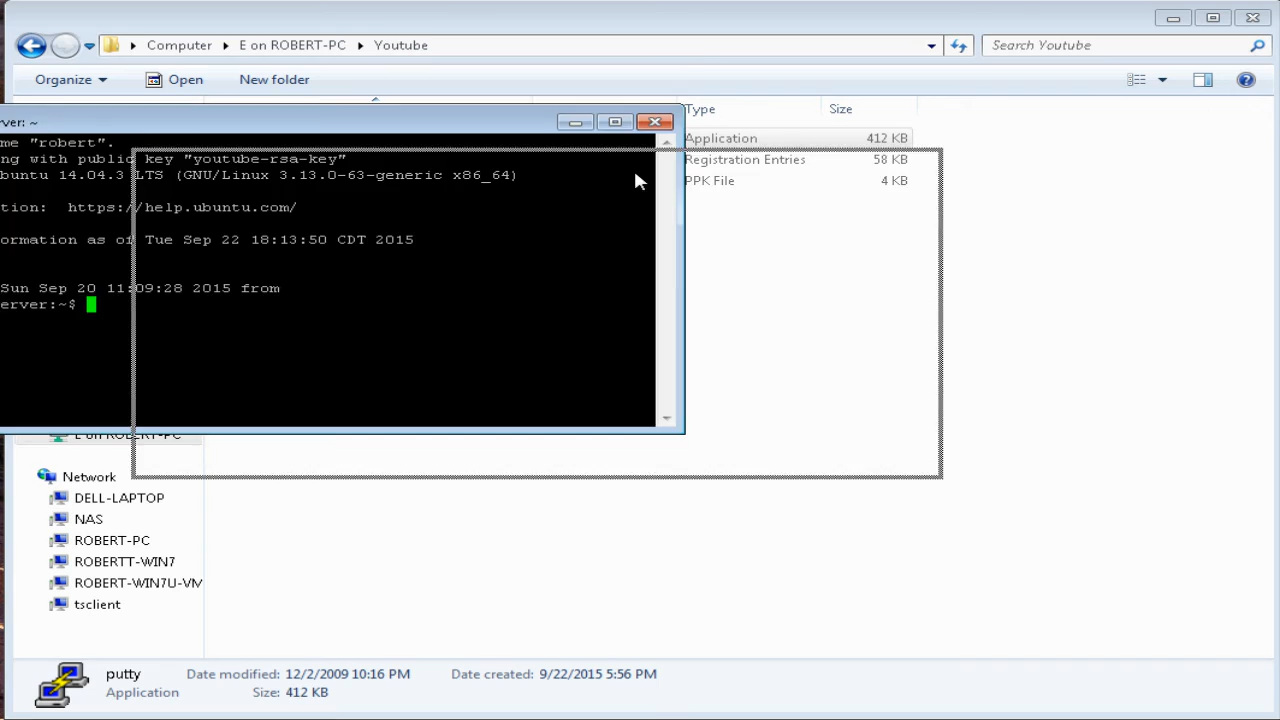 Computer ▸ E on ROBERT-PC ▸ Youtube
Search Youtube
Organize Open New folder
Type Size
erver: ~
Application 412 KB
me "robert".
Registration Entries 58 KB
ng with public key "youtube-rsa-key"
buntu 14.04.3 LTS (GNU/Linux 3.13.0-63-generic x86_64)
PPK File 4 KB
tion: https://help.ubuntu.com/
ormation as of Tue Sep 22 18:13:50 CDT 2015
Sun Sep 20 11:09:28 2015 from
erver:~$
E on ROBERT-PC
Network
DELL-LAPTOP
NAS
ROBERT-PC
ROBERTT-WIN7
ROBERT-WIN7U-VM
tsclient
putty Date modified: 12/2/2009 10:16 PM Date created: 9/22/2015 5:56 PM
Application Size: 412 KB